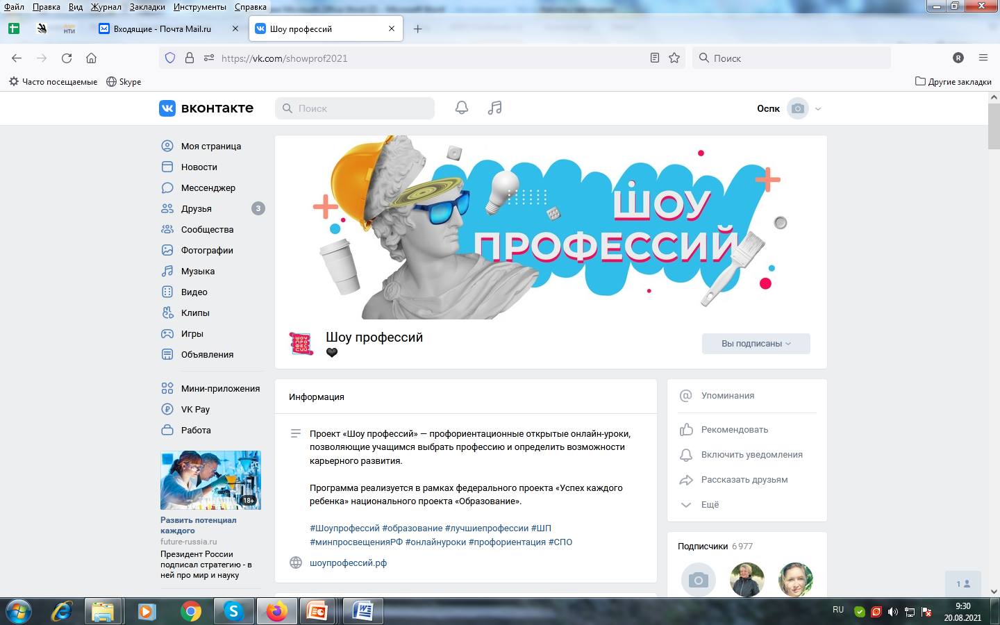 Файл Правка Вид Журнал Закладки Инструменты Справка
НТИ
Входящие - Почта Mail.ru
Шоу профессий
https://vk.com/showprof2021
Поиск
R
Часто посещаемые
Skype
Другие закладки
вконтакте
Поиск
Оспк
Моя страница
Новости
Мессенджер
Друзья 3
Сообщества
Фотографии
Музыка
Видео
Клипы
Игры
Объявления
Мини-приложения
VK Pay
Работа
18+
Развить потенциал
каждого
future-russia.ru
Президент России
подписал стратегию - в
ней про мир и науку
ШОУ
ПРОФЕССИЙ
Шоу профессий
Вы подписаны
Информация
Проект «Шоу профессий» — профориентационные открытые онлайн-уроки,
позволяющие учащимся выбрать профессию и определить возможности
карьерного развития.
Программа реализуется в рамках федерального проекта «Успех каждого
ребенка» национального проекта «Образование».
#Шоупрофессий #образование #лучшиепрофессии #ШП
#минпросвещенияРФ #онлайнуроки #профориентация #СПО
шоупрофессий.рф
Упоминания
Рекомендовать
Включить уведомления
Рассказать друзьям
Ещё
Подписчики 6 977
1
RU
9:30
20.08.2021